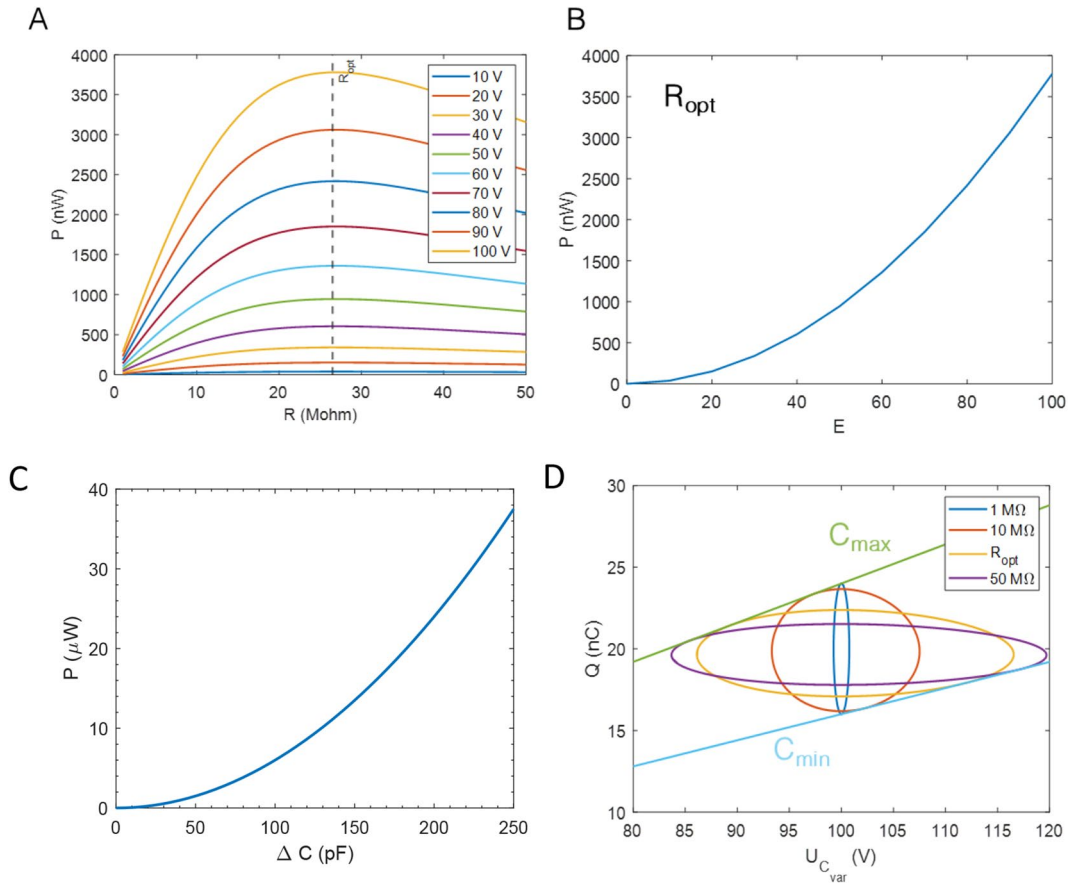 A
P (nW)
4000
3500
3000
2500
2000
1500
1000
500
0
0 10 20 30 40 50
R (Mohm)
R_opt
10 V
20 V
30 V
40 V
50 V
60 V
70 V
80 V
90 V
100 V
B
P (nW)
4000
3500
3000
2500
2000
1500
1000
500
0
0 20 40 60 80 100
E
R_opt
C
P (μW)
40
30
20
10
0
0 50 100 150 200 250
Δ C (pF)
D
Q (nC)
30
25
20
15
10
80 85 90 95 100 105 110 115 120
U_C_var (V)
C_max
C_min
1 MΩ
10 MΩ
R_opt
50 MΩ